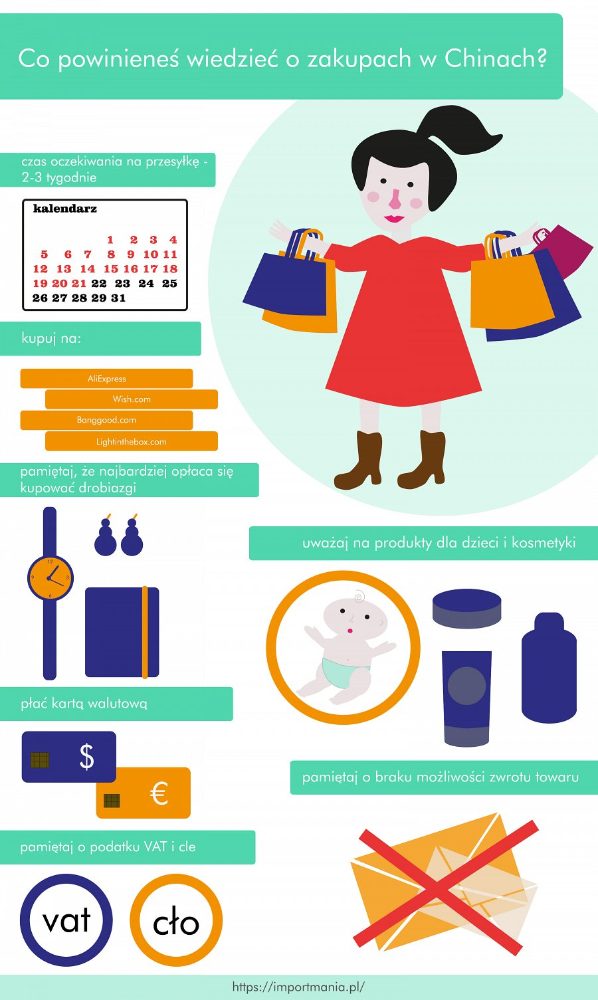 Co powinieneś wiedzieć o zakupach w Chinach?
czas oczekiwania na przesyłkę -
2-3 tygodnie
kalendarz
1 2 3 4
5 6 7 8 9 10 11
12 13 14 15 16 17 18
19 20 21 22 23 24 25
26 27 28 29 31
kupuj na:
AliExpress
Wish.com
Banggood.com
Lightinthebox.com
pamiętaj, że najbardziej opłaca się
kupować drobiazgi
12
9 3
6
uważaj na produkty dla dzieci i kosmetyki
płać kartą walutową
$
€
pamiętaj o braku możliwości zwrotu towaru
pamiętaj o podatku VAT i cle
vat
cło
https://importmania.pl/